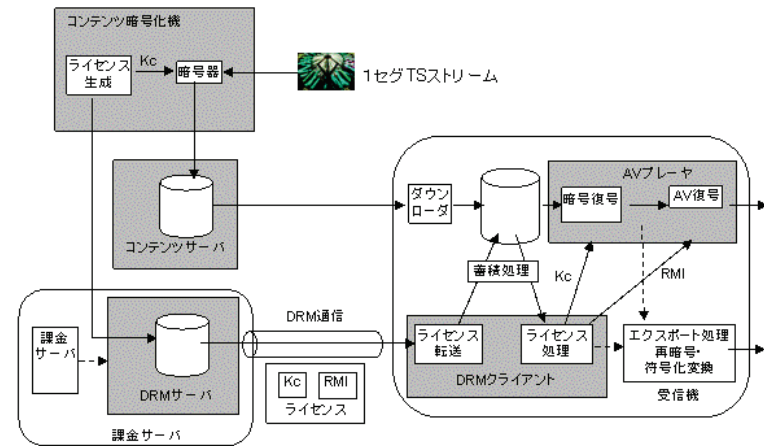 コンテンツ暗号化機
ライセンス
生成
Kc
暗号器
1セグTSストリーム
コンテンツサーバ
ダウン
ローダ
AVプレーヤ
暗号復号
AV復号
蓄積処理
Kc
RMI
課金
サーバ
DRMサーバ
課金サーバ
DRM通信
Kc
RMI
ライセンス
ライセンス
転送
ライセンス
処理
DRMクライアント
エクスポート処理
再暗号・
符号化変換
受信機